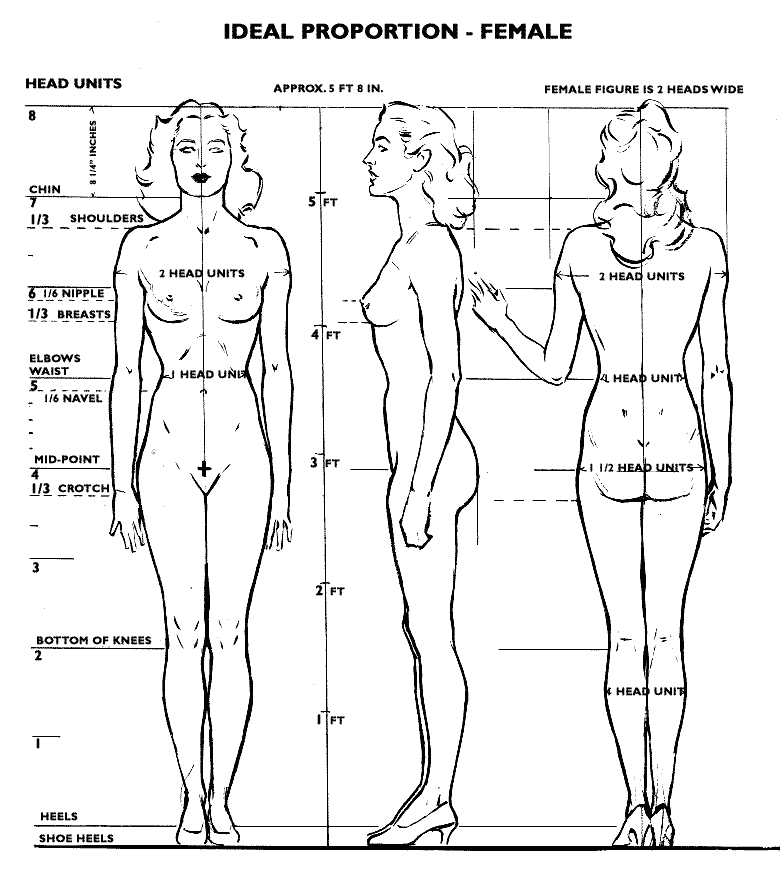 IDEAL PROPORTION - FEMALE
HEAD UNITS
APPROX. 5 FT 8 IN.
FEMALE FIGURE IS 2 HEADS WIDE
8
8 1/4" INCHES
CHIN
7
5 FT
1/3 SHOULDERS
2 HEAD UNITS
2 HEAD UNITS
6 1/6 NIPPLE
1/3 BREASTS
4 FT
ELBOWS
WAIST
1 HEAD UNIT
1 HEAD UNIT
5
1/6 NAVEL
MID-POINT
3 FT
1 1/2 HEAD UNITS
4
1/3 CROTCH
3
2 FT
BOTTOM OF KNEES
2
1 HEAD UNIT
1 FT
1
HEELS
SHOE HEELS